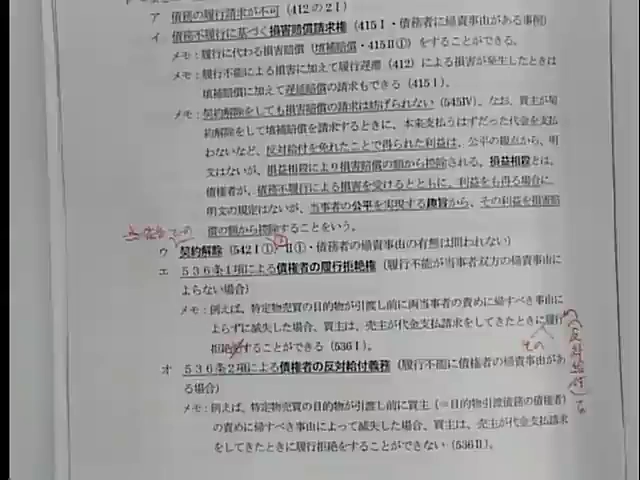 ア 債務の履行請求が不可（412の2Ⅰ）
イ 債務不履行に基づく損害賠償請求権（415Ⅰ・債務者に帰責事由がある事例）
メモ：履行に代わる損害賠償（填補賠償・415Ⅱ①）をすることができる。
メモ：履行不能による損害に加えて履行遅滞（412）による損害が発生したときは
填補賠償に加えて遅延賠償の請求もできる（415Ⅰ）。
メモ：契約解除をしても損害賠償の請求は妨げられない（545Ⅳ）。なお、買主が契
約解除をして填補賠償を請求するときに、本来支払うはずだった代金を支払
わないなど、反対給付を免れたことで得られた利益は、公平の観点から、明
文はないが、損益相殺により損害賠償の額から控除される。損益相殺とは、
債権者が、債務不履行による損害を受けるとともに、利益をも得る場合に、
明文の規定はないが、当事者の公平を実現する趣旨から、その利益を損害賠
償の額から控除することをいう。
ウ 契約解除（542Ⅰ①・Ⅱ①・債務者の帰責事由の有無は問われない）
エ 536条1項による債権者の履行拒絶権（履行不能が当事者双方の帰責事由に
よらない場合）
メモ：例えば、特定物売買の目的物が引渡し前に両当事者の責めに帰すべき事由に
よらずに滅失した場合、買主は、売主が代金支払請求をしてきたときに履行
拒絶することができる（536Ⅰ）。
その
（反対給付）を
オ 536条2項による債権者の反対給付義務（履行不能に債権者の帰責事由があ
る場合）
メモ：例えば、特定物売買の目的物が引渡し前に買主（＝目的物引渡債務の債権者）
の責めに帰すべき事由によって滅失した場合、買主は、売主が代金支払請求
をしてきたときに履行拒絶をすることができない（536Ⅱ）。